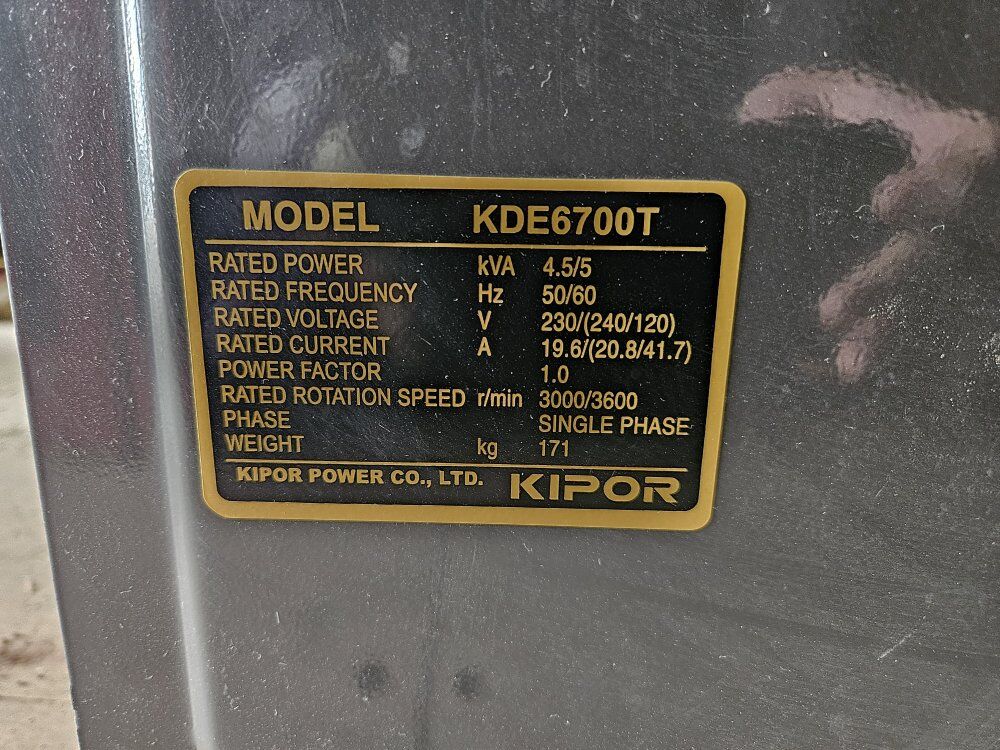 MODEL KDE6700T
RATED POWER kVA 4.5/5
RATED FREQUENCY Hz 50/60
RATED VOLTAGE V 230/(240/120)
RATED CURRENT A 19.6/(20.8/41.7)
POWER FACTOR 1.0
RATED ROTATION SPEED r/min 3000/3600
PHASE SINGLE PHASE
WEIGHT kg 171
KIPOR POWER CO., LTD. KIPOR